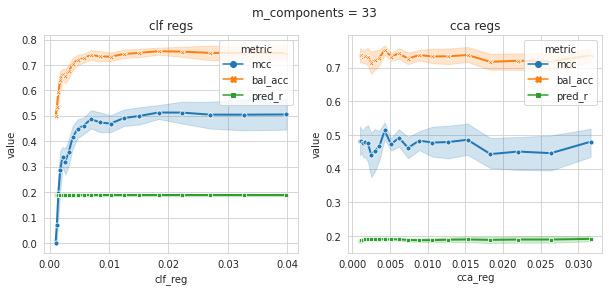 m_components = 33
clf regs
value
0.8
0.7
0.6
0.5
0.4
0.3
0.2
0.1
0.0
metric
mcc
bal_acc
pred_r
0.00
0.01
0.02
0.03
0.04
clf_reg
cca regs
value
0.7
0.6
0.5
0.4
0.3
0.2
metric
mcc
bal_acc
pred_r
0.000
0.005
0.010
0.015
0.020
0.025
0.030
cca_reg